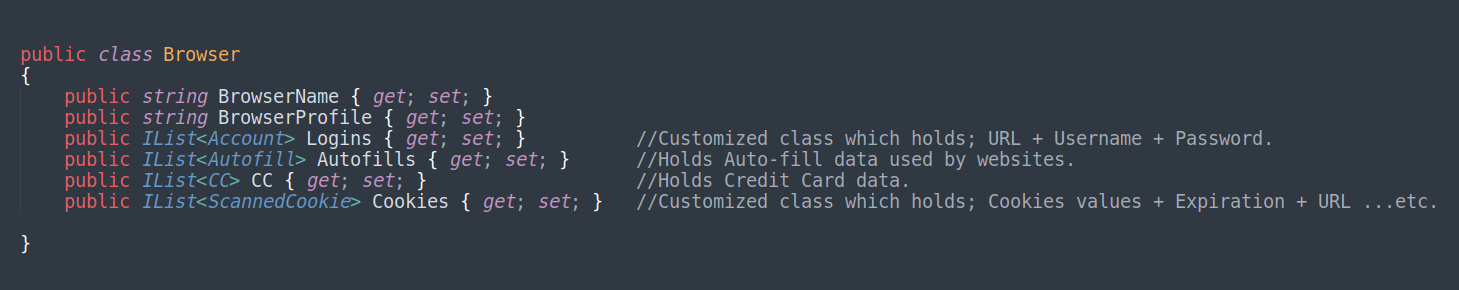 public class Browser
{
public string BrowserName { get; set; }
public string BrowserProfile { get; set; }
public IList<Account> Logins { get; set; } //Customized class which holds; URL + Username + Password.
public IList<Autofill> Autofills { get; set; } //Holds Auto-fill data used by websites.
public IList<CC> CC { get; set; } //Holds Credit Card data.
public IList<ScannedCookie> Cookies { get; set; } //Customized class which holds; Cookies values + Expiration + URL ...etc.
}